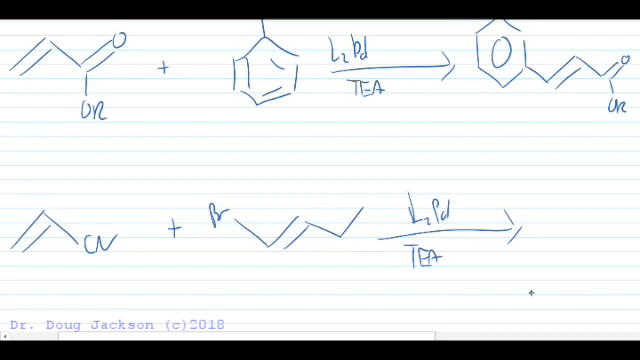 O
+
L₂Pd
TEA
O
OR
OR
Br
+
L₂Pd
TEA
CN
Dr. Doug Jackson (c)2018